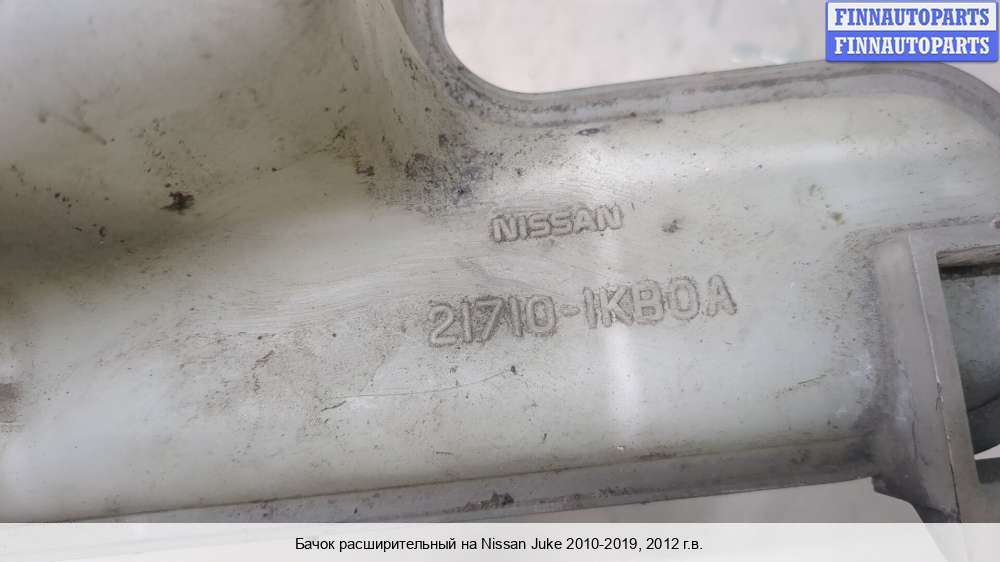 FINNAUTOPARTS
FINNAUTOPARTS
NISSAN
21710-1KB0A
Бачок расширительный на Nissan Juke 2010-2019, 2012 г.в.